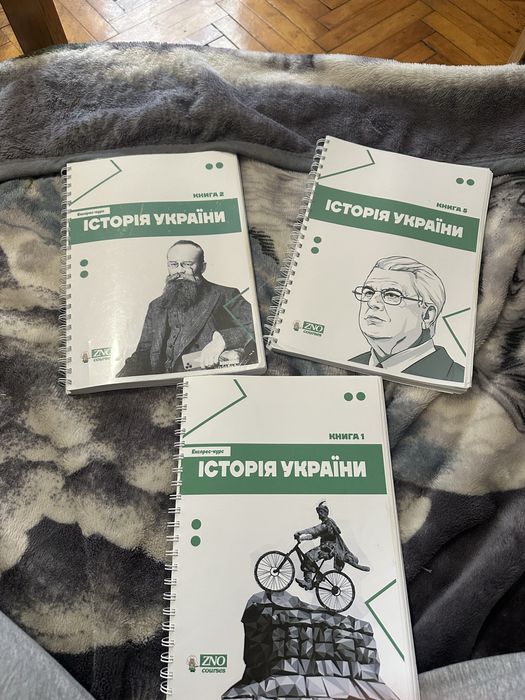 КНИГА 2
Експрес-курс
ІСТОРІЯ УКРАЇНИ
ZNO
courses
КНИГА 5
ІСТОРІЯ УКРАЇНИ
ZNO
courses
КНИГА 1
Експрес-курс
ІСТОРІЯ УКРАЇНИ
ZNO
courses